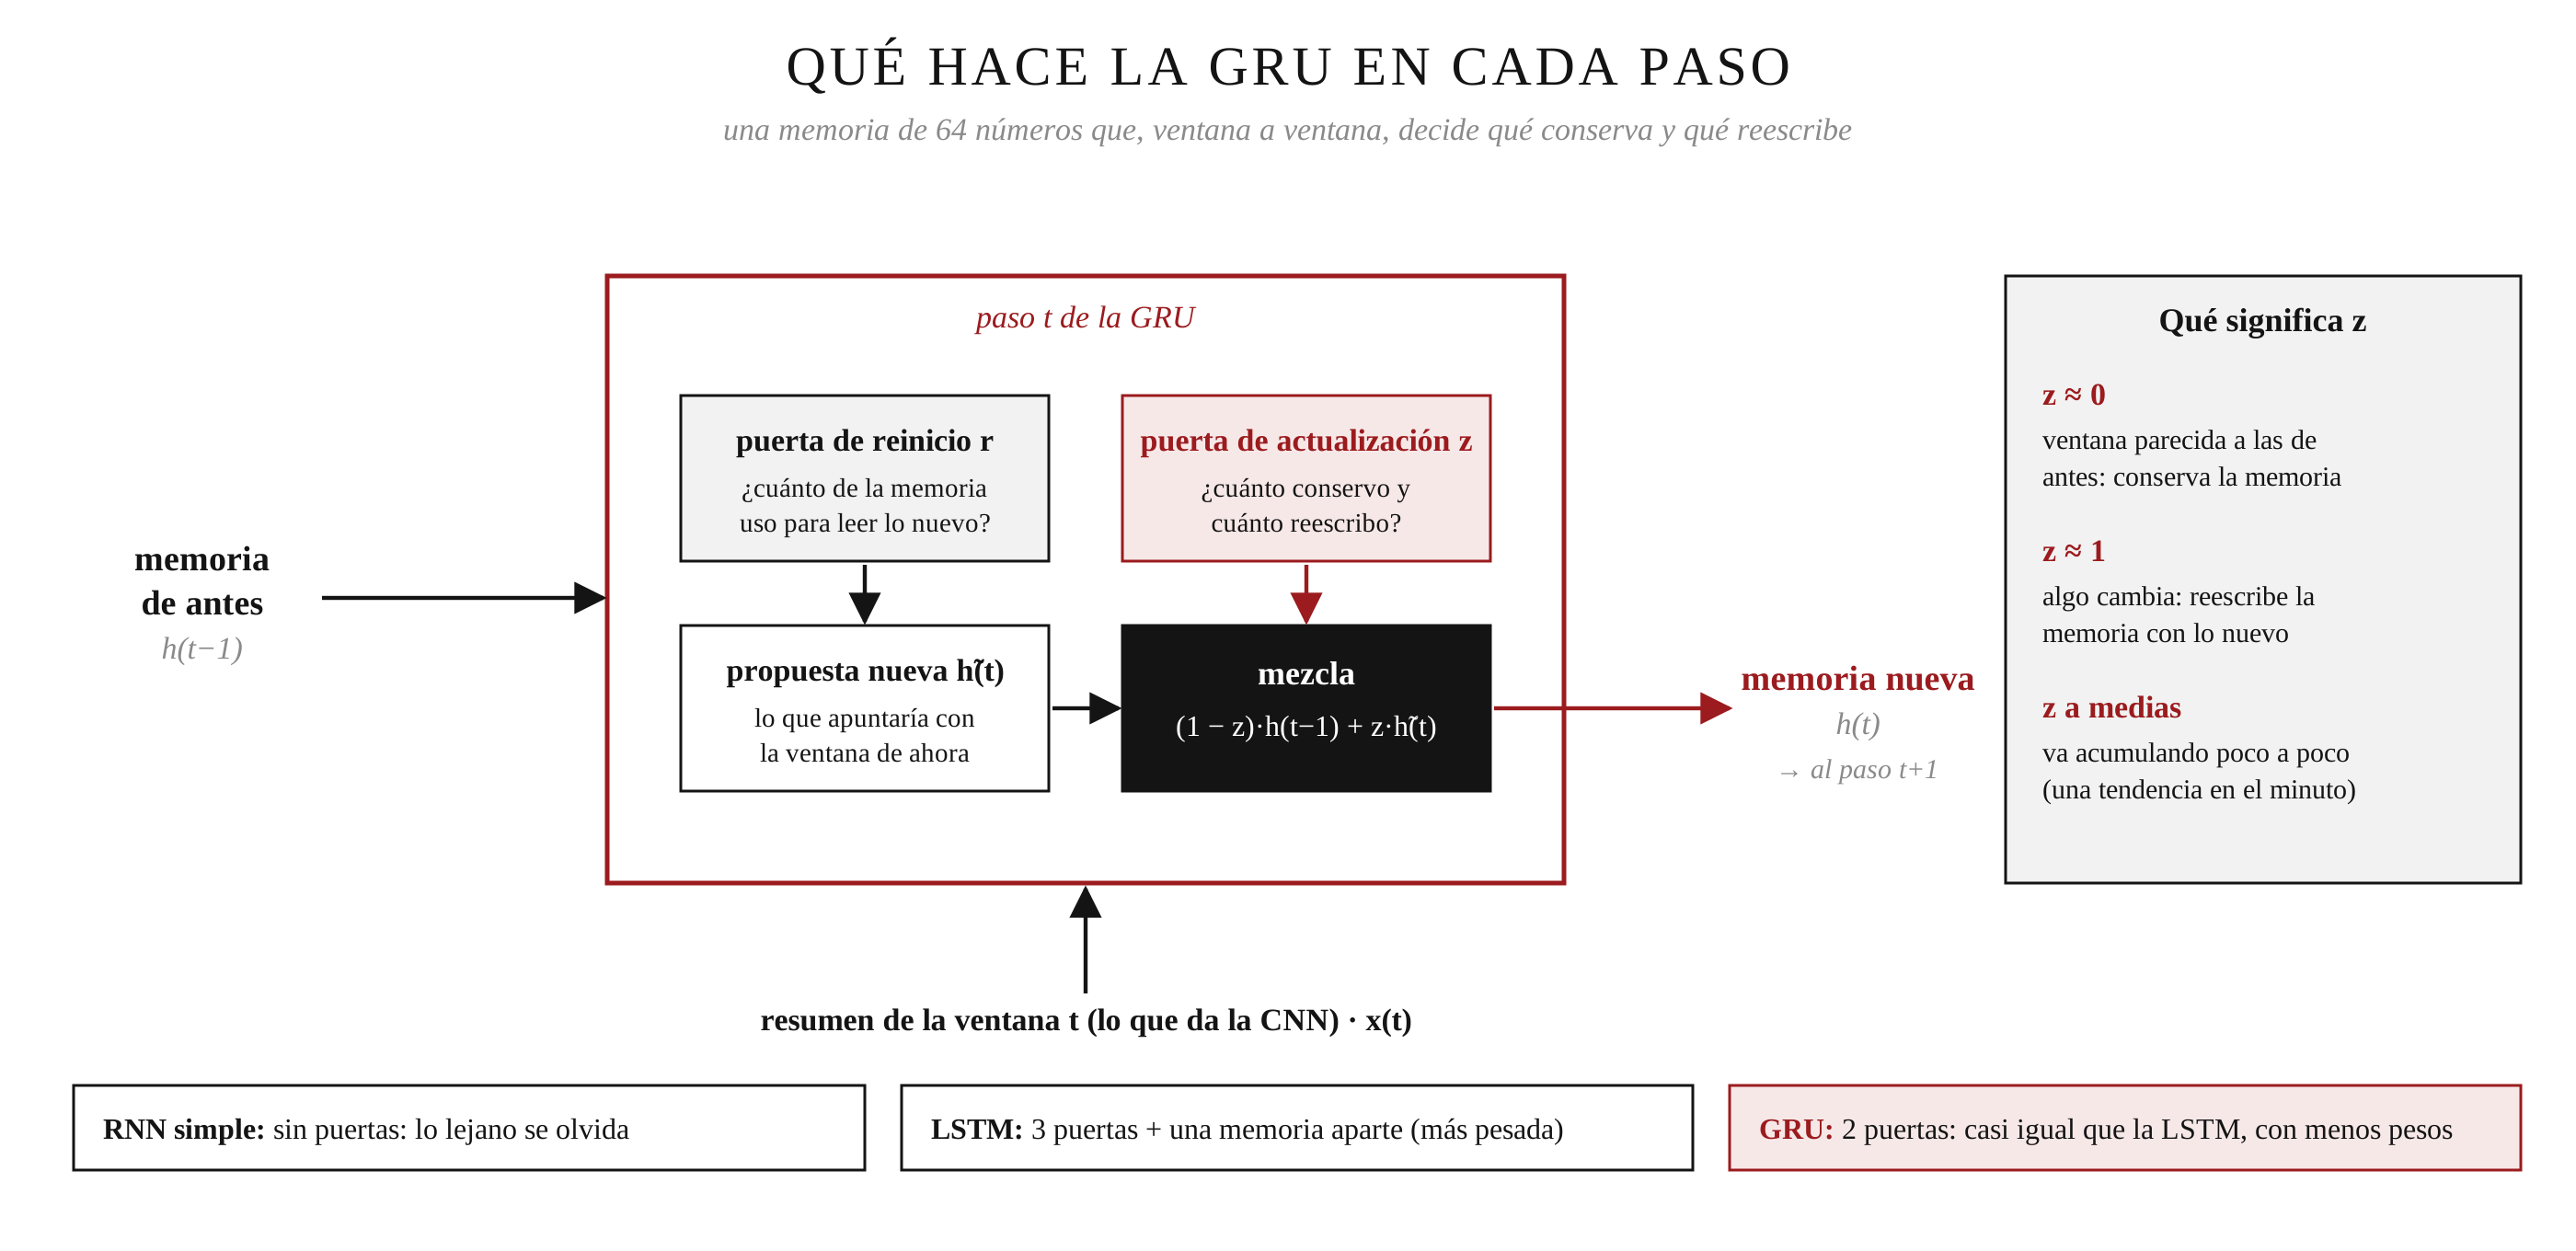 QUÉ HACE LA GRU EN CADA PASO
una memoria de 64 números que, ventana a ventana, decide qué conserva y qué reescribe
paso t de la GRU
puerta de reinicio r
¿cuánto de la memoria
uso para leer lo nuevo?
puerta de actualización z
¿cuánto conservo y
cuánto reescribo?
memoria
de antes
h(t−1)
propuesta nueva h̃(t)
lo que apuntaría con
la ventana de ahora
mezcla
(1 − z)·h(t−1) + z·h̃(t)
memoria nueva
h(t)
→ al paso t+1
Qué significa z
z ≈ 0
ventana parecida a las de
antes: conserva la memoria
z ≈ 1
algo cambia: reescribe la
memoria con lo nuevo
z a medias
va acumulando poco a poco
(una tendencia en el minuto)
resumen de la ventana t (lo que da la CNN) · x(t)
RNN simple: sin puertas: lo lejano se olvida
LSTM: 3 puertas + una memoria aparte (más pesada)
GRU: 2 puertas: casi igual que la LSTM, con menos pesos